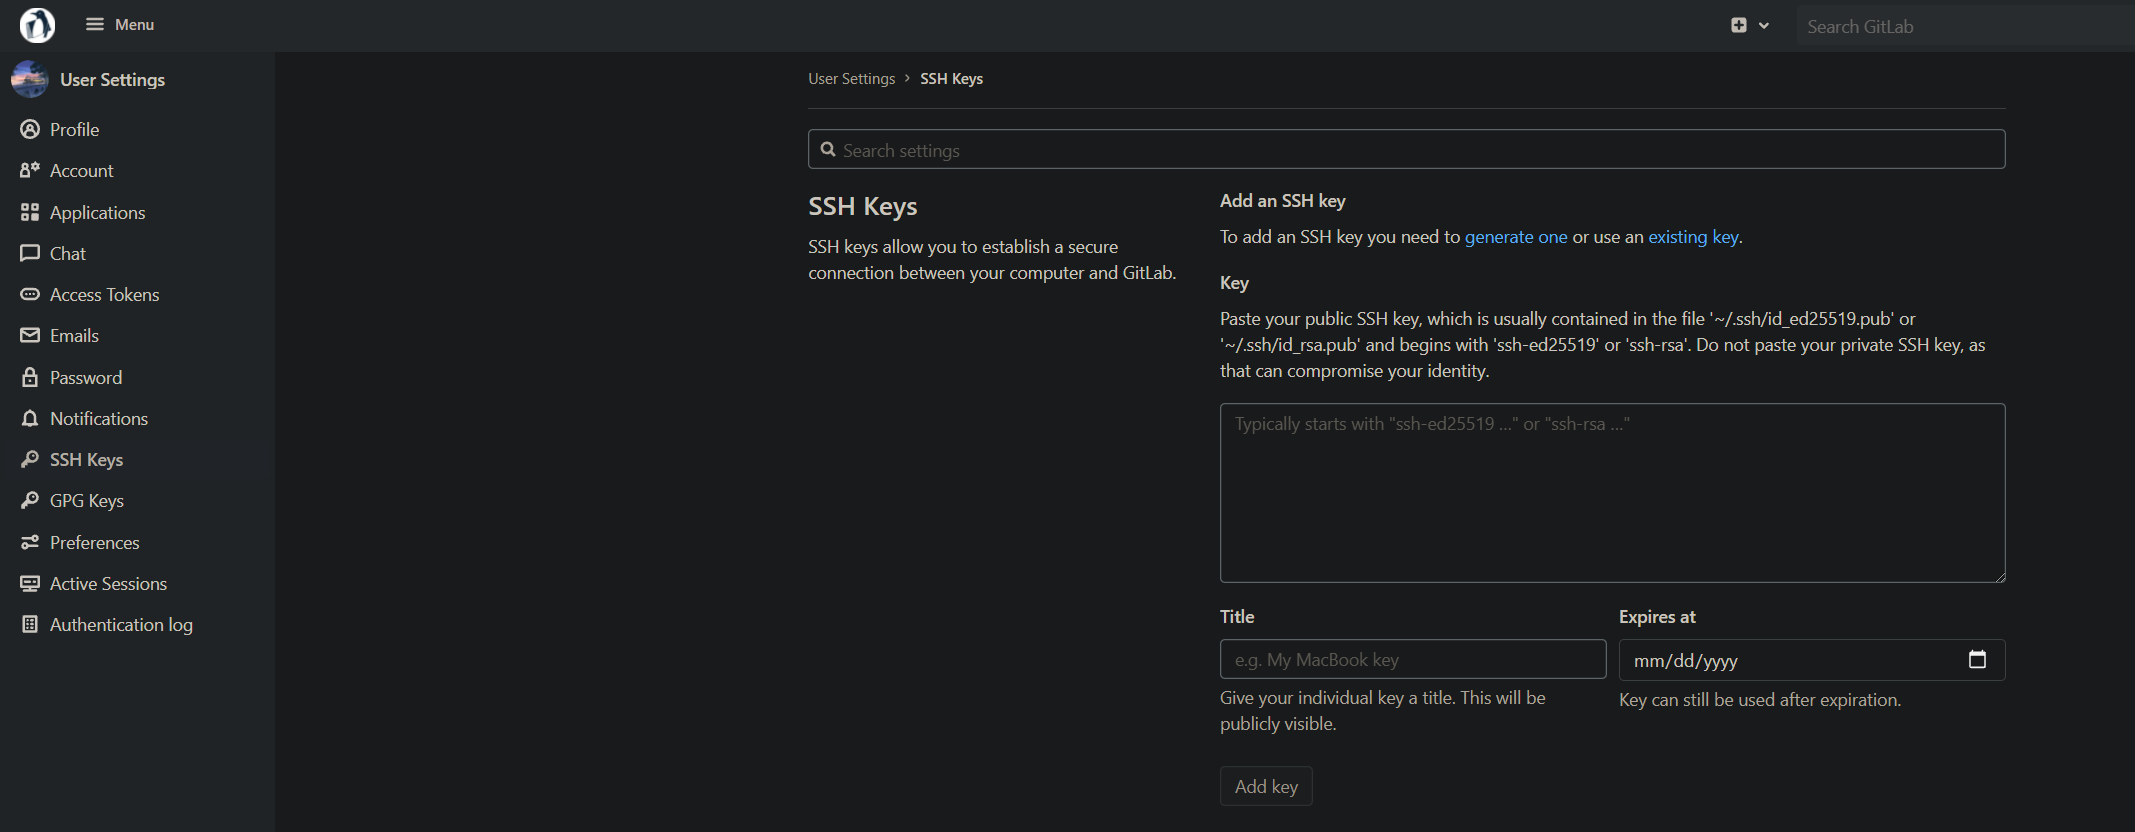 Menu
Search GitLab
User Settings
Profile
Account
Applications
Chat
Access Tokens
Emails
Password
Notifications
SSH Keys
GPG Keys
Preferences
Active Sessions
Authentication log
User Settings › SSH Keys
Search settings
SSH Keys
SSH keys allow you to establish a secure
connection between your computer and GitLab.
Add an SSH key
To add an SSH key you need to generate one or use an existing key.
Key
Paste your public SSH key, which is usually contained in the file '~/.ssh/id_ed25519.pub' or
'~/.ssh/id_rsa.pub' and begins with 'ssh-ed25519' or 'ssh-rsa'. Do not paste your private SSH key, as
that can compromise your identity.
Typically starts with "ssh-ed25519 ..." or "ssh-rsa ..."
Title
e.g. My MacBook key
Give your individual key a title. This will be
publicly visible.
Expires at
mm/dd/yyyy
Key can still be used after expiration.
Add key